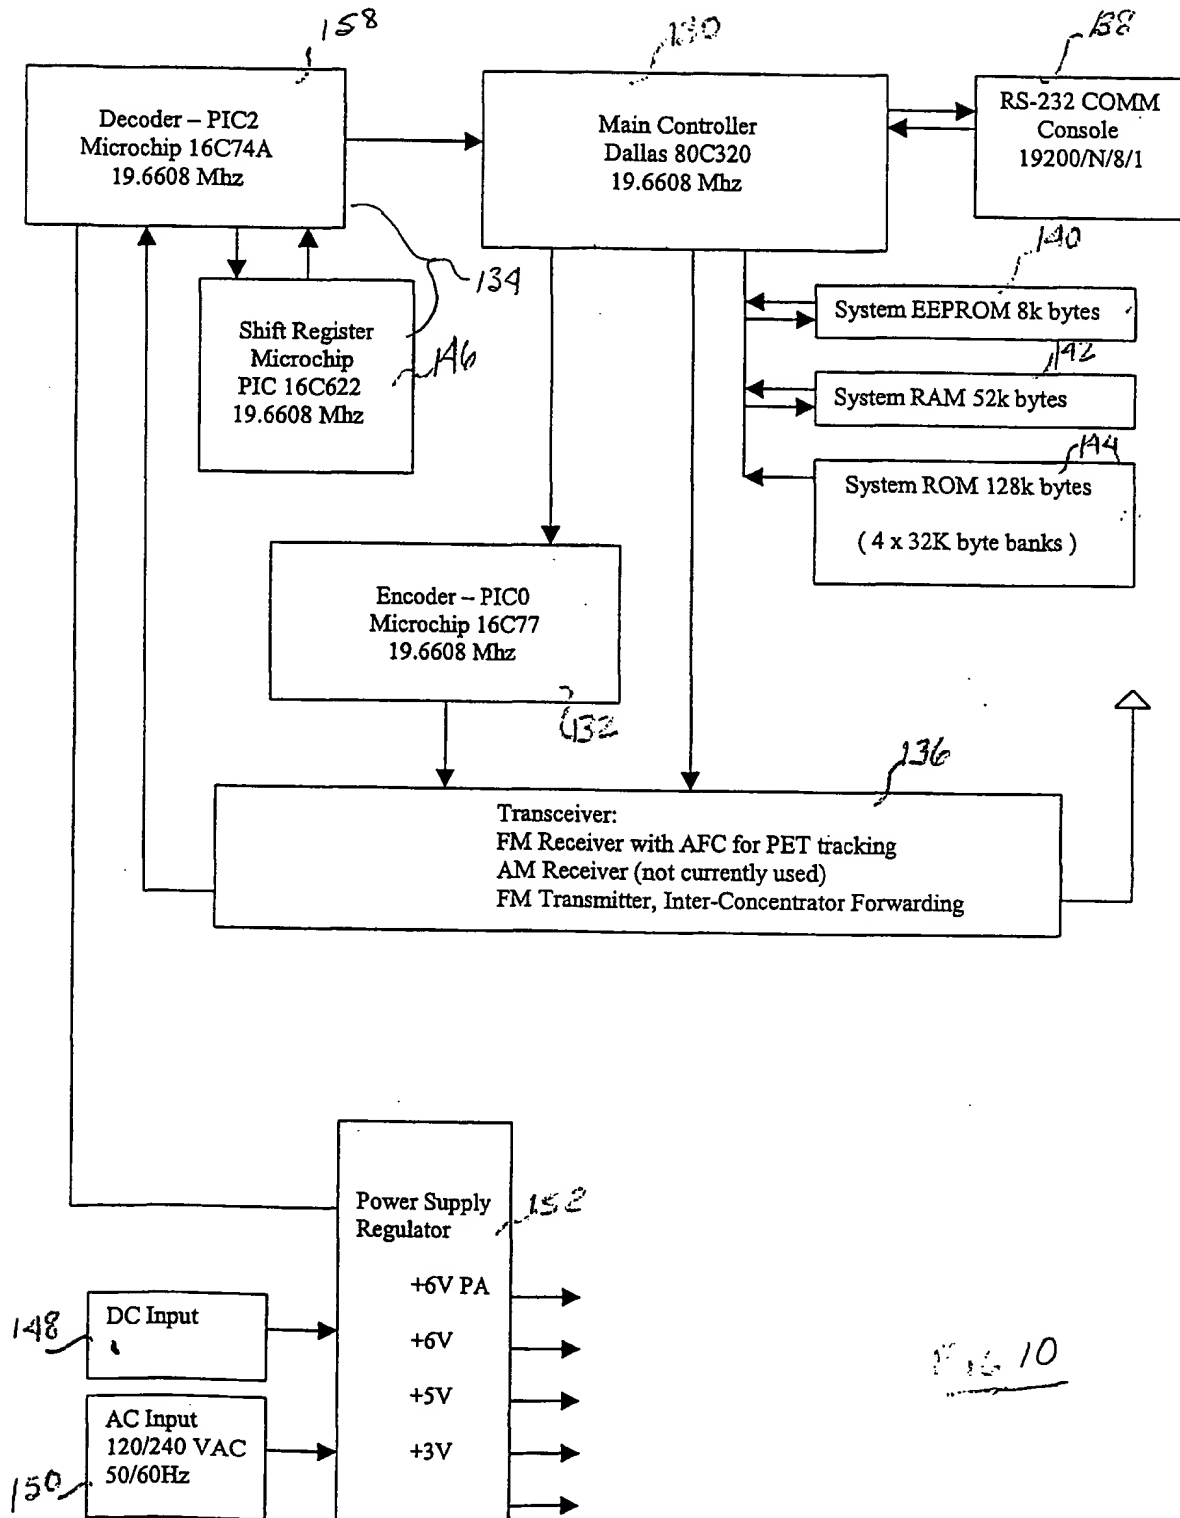 158
130
138
Decoder – PIC2
Microchip 16C74A
19.6608 Mhz
Main Controller
Dallas 80C320
19.6608 Mhz
RS-232 COMM
Console
19200/N/8/1
134
140
Shift Register
Microchip
PIC 16C622
19.6608 Mhz
146
System EEPROM 8k bytes
142
System RAM 52k bytes
144
System ROM 128k bytes
( 4 x 32K byte banks )
Encoder – PIC0
Microchip 16C77
19.6608 Mhz
132
136
Transceiver:
FM Receiver with AFC for PET tracking
AM Receiver (not currently used)
FM Transmitter, Inter-Concentrator Forwarding
Power Supply
Regulator
152
+6V PA
+6V
+5V
+3V
148
DC Input
AC Input
120/240 VAC
50/60Hz
150
FIG 10